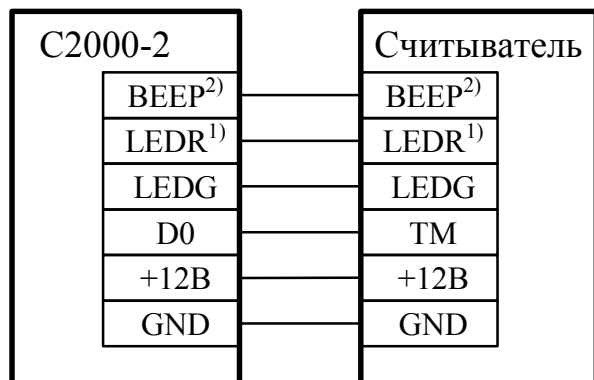 С2000-2 Считыватель
BEEP2) BEEP2)
LEDR1) LEDR1)
LEDG LEDG
D0 TM
+12В +12В
GND GND